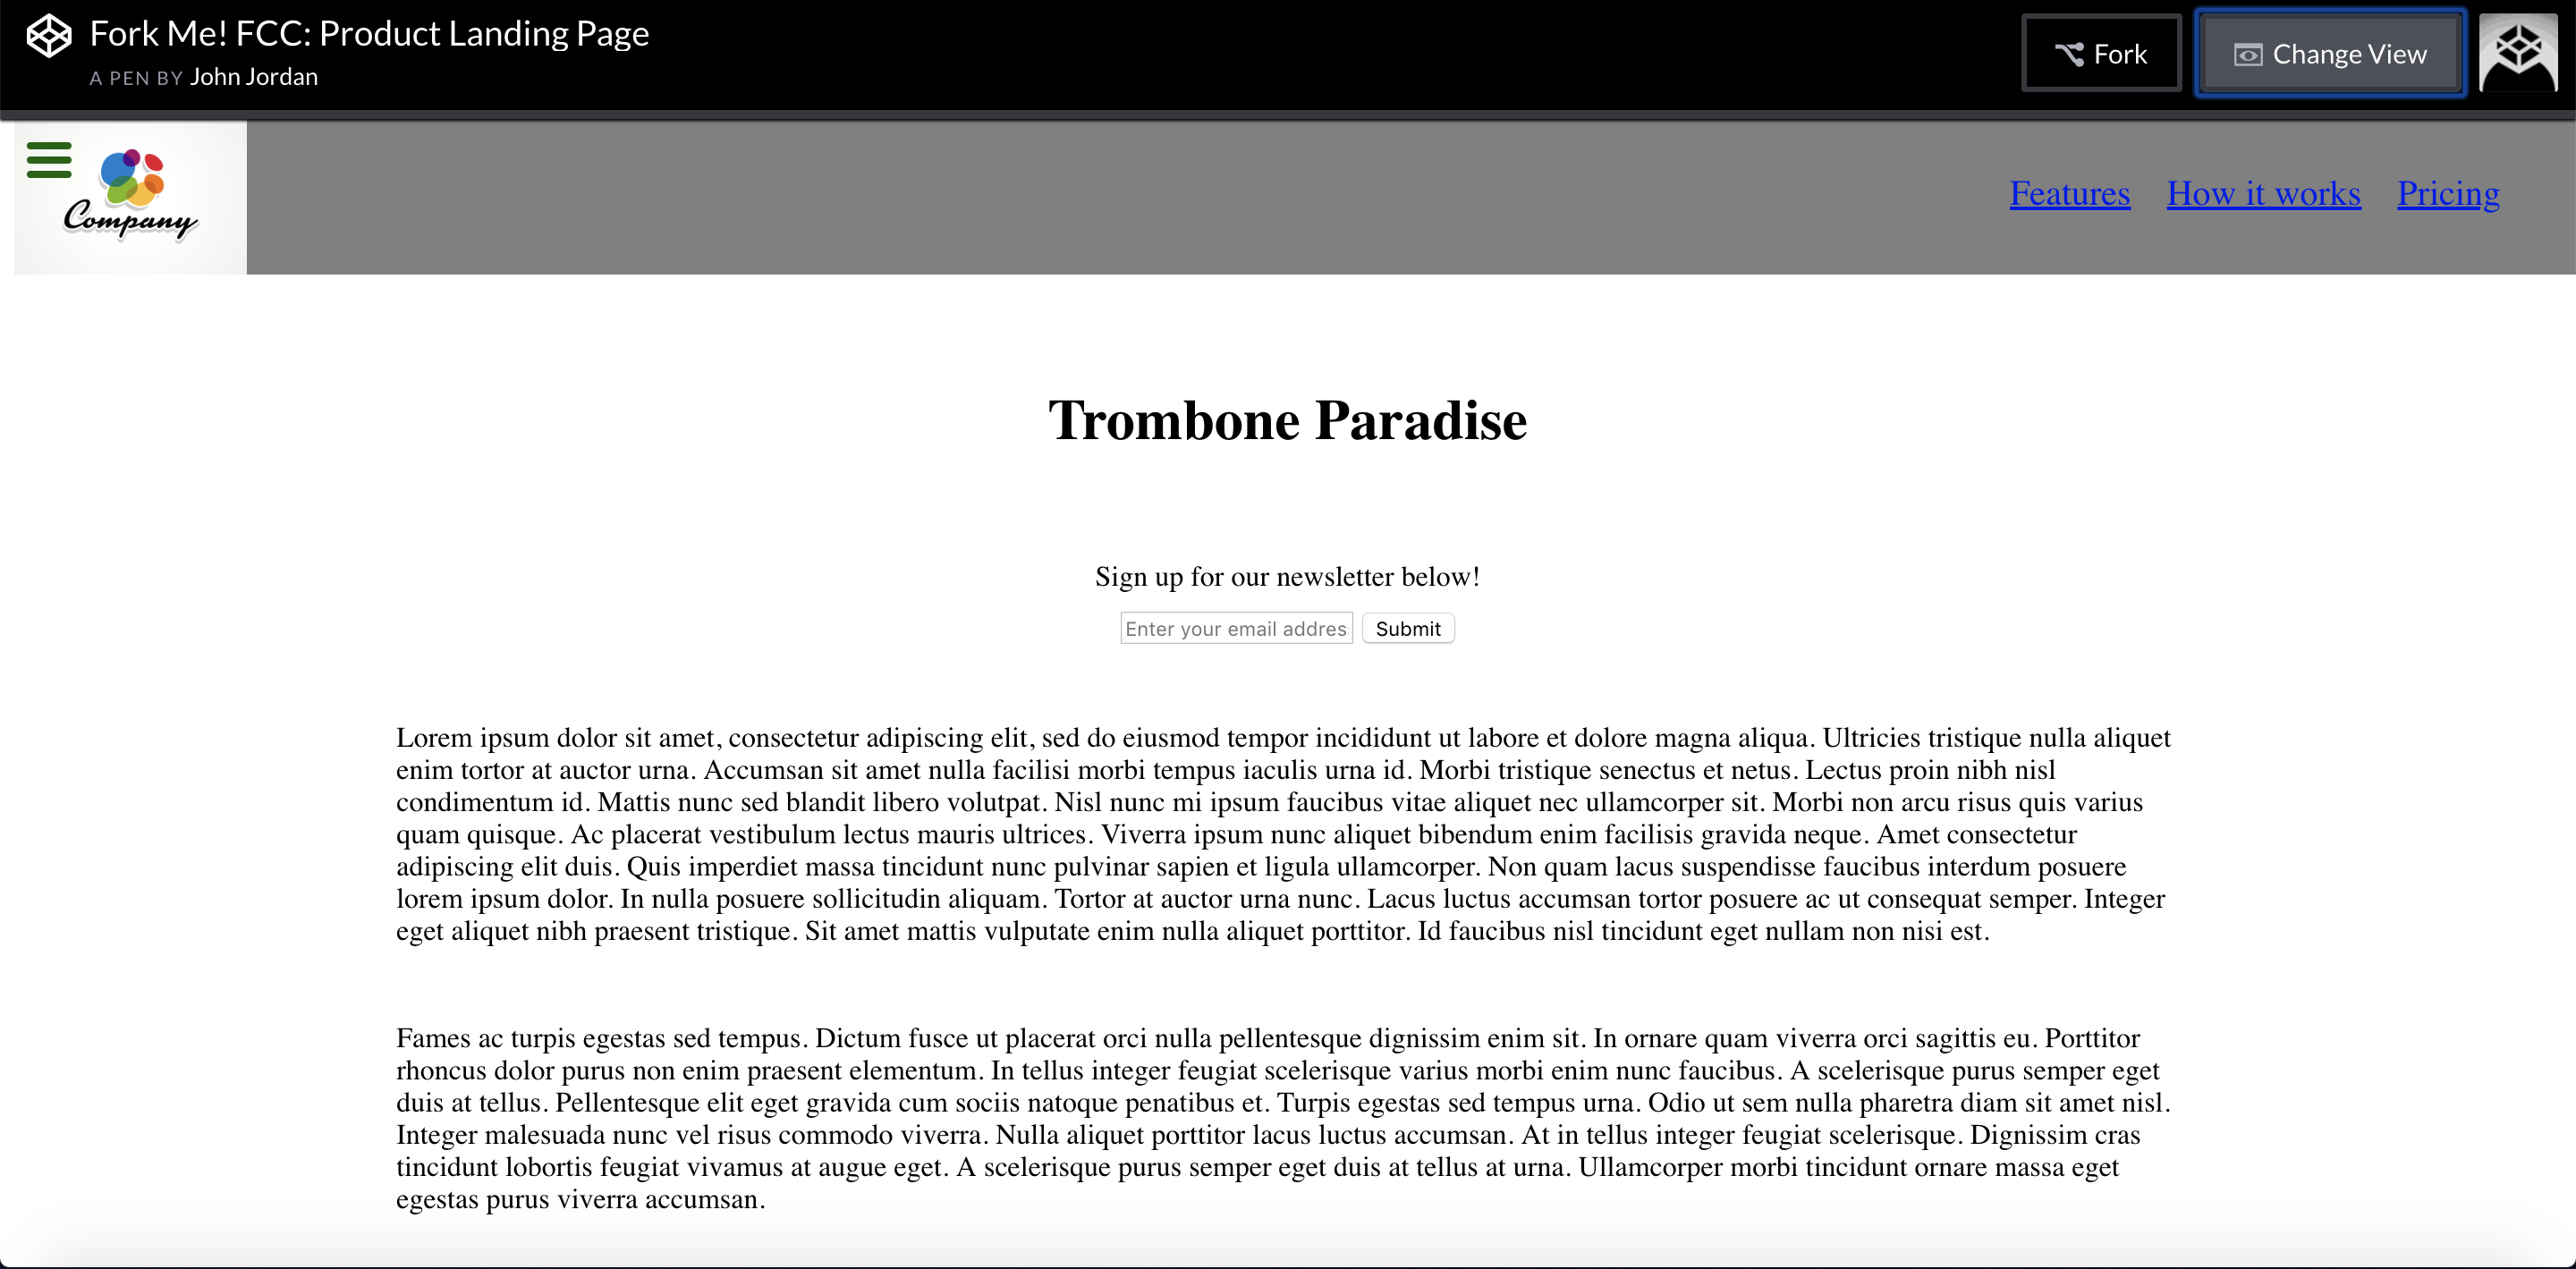 Fork Me! FCC: Product Landing Page
A PEN BY John Jordan
Fork
Change View
Company
Features How it works Pricing
Trombone Paradise
Sign up for our newsletter below!
Enter your email addres
Submit
Lorem ipsum dolor sit amet, consectetur adipiscing elit, sed do eiusmod tempor incididunt ut labore et dolore magna aliqua. Ultricies tristique nulla aliquet
enim tortor at auctor urna. Accumsan sit amet nulla facilisi morbi tempus iaculis urna id. Morbi tristique senectus et netus. Lectus proin nibh nisl
condimentum id. Mattis nunc sed blandit libero volutpat. Nisl nunc mi ipsum faucibus vitae aliquet nec ullamcorper sit. Morbi non arcu risus quis varius
quam quisque. Ac placerat vestibulum lectus mauris ultrices. Viverra ipsum nunc aliquet bibendum enim facilisis gravida neque. Amet consectetur
adipiscing elit duis. Quis imperdiet massa tincidunt nunc pulvinar sapien et ligula ullamcorper. Non quam lacus suspendisse faucibus interdum posuere
lorem ipsum dolor. In nulla posuere sollicitudin aliquam. Tortor at auctor urna nunc. Lacus luctus accumsan tortor posuere ac ut consequat semper. Integer
eget aliquet nibh praesent tristique. Sit amet mattis vulputate enim nulla aliquet porttitor. Id faucibus nisl tincidunt eget nullam non nisi est.
Fames ac turpis egestas sed tempus. Dictum fusce ut placerat orci nulla pellentesque dignissim enim sit. In ornare quam viverra orci sagittis eu. Porttitor
rhoncus dolor purus non enim praesent elementum. In tellus integer feugiat scelerisque varius morbi enim nunc faucibus. A scelerisque purus semper eget
duis at tellus. Pellentesque elit eget gravida cum sociis natoque penatibus et. Turpis egestas sed tempus urna. Odio ut sem nulla pharetra diam sit amet nisl.
Integer malesuada nunc vel risus commodo viverra. Nulla aliquet porttitor lacus luctus accumsan. At in tellus integer feugiat scelerisque. Dignissim cras
tincidunt lobortis feugiat vivamus at augue eget. A scelerisque purus semper eget duis at tellus at urna. Ullamcorper morbi tincidunt ornare massa eget
egestas purus viverra accumsan.